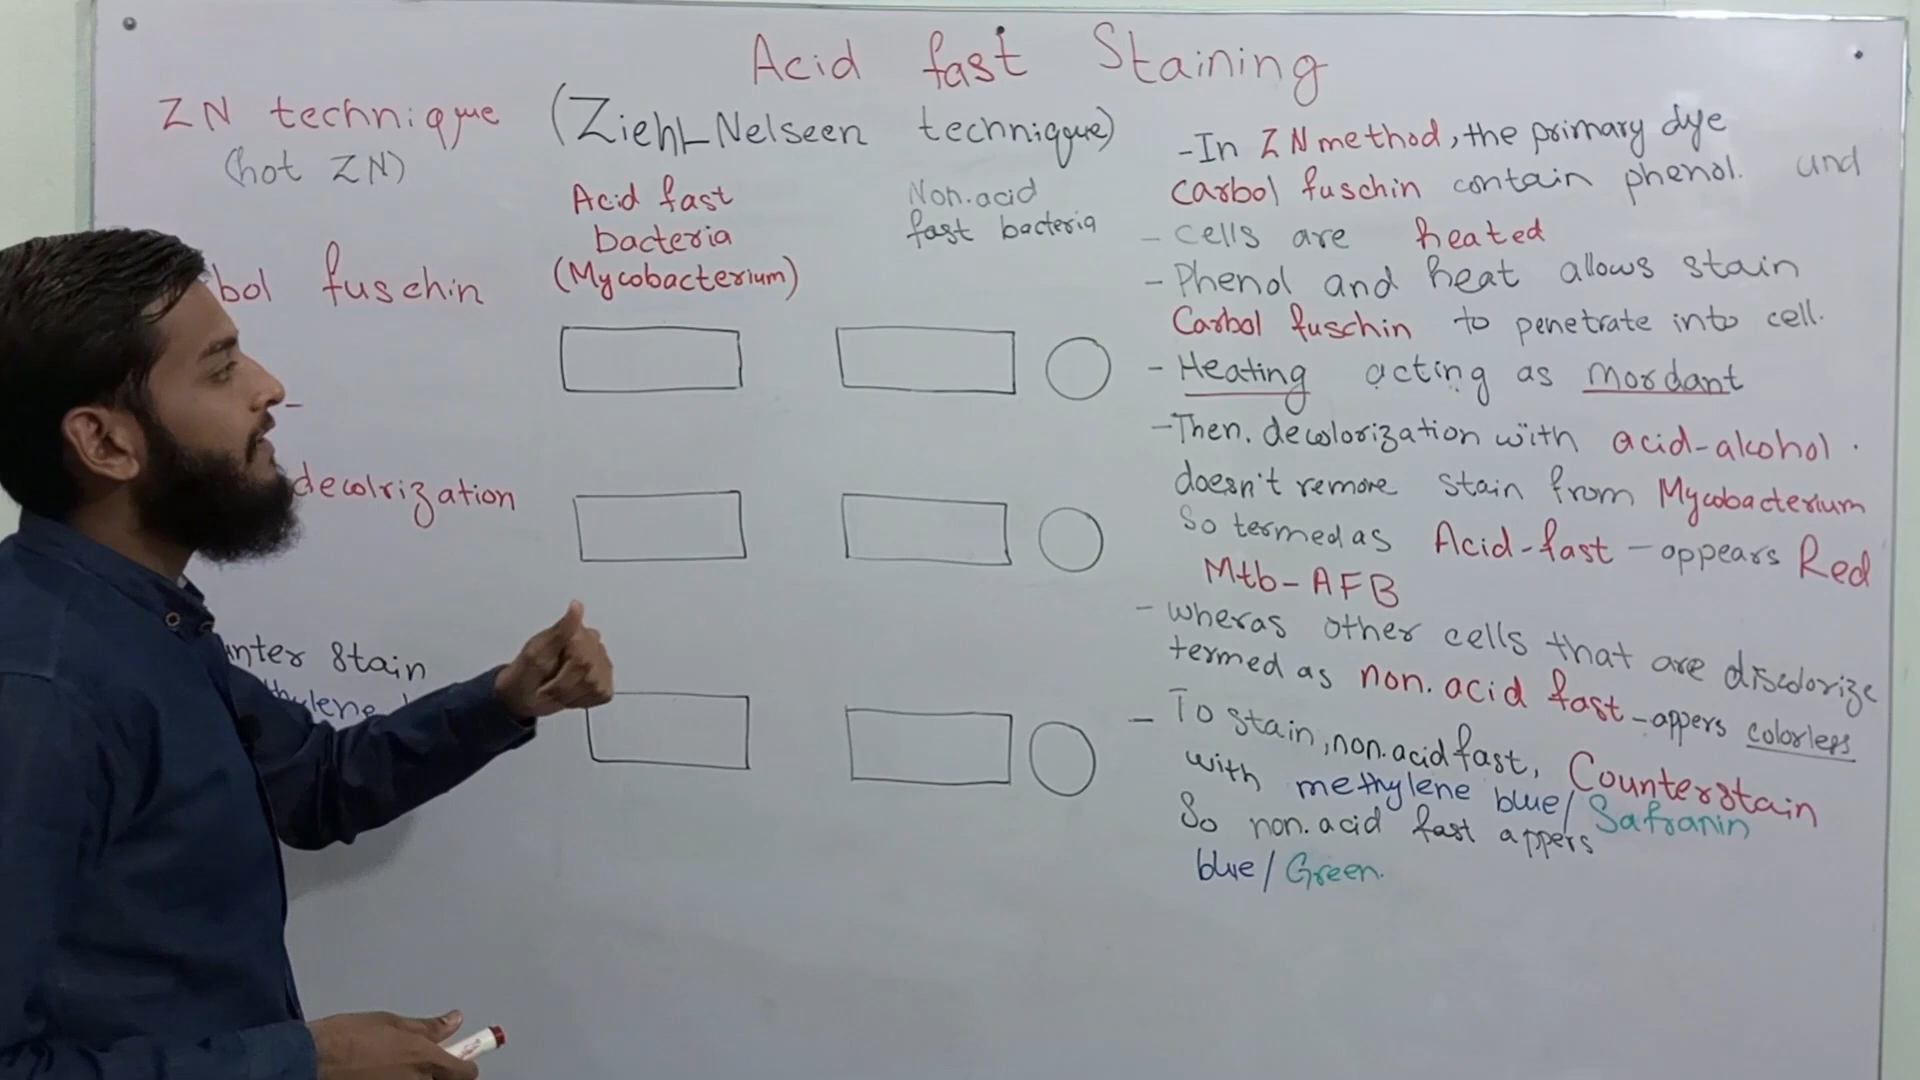 Acid fast Staining
ZN technique (Ziehl-Nelseen technique)
(hot ZN)
Acid fast
bacteria
(Mycobacterium)
Non.acid
fast bacteria
bol fuschin
decolrization
nter stain
hylene
-In ZN method, the primary dye
Carbol fuschin contain phenol. und
- Cells are heated
- Phenol and heat allows stain
Carbol fuschin to penetrate into cell.
- Heating acting as mordant
- Then. decolorization with acid-alkohol.
doesn't remove stain from Mycobacterium
So termed as Acid-fast - appears Red
Mtb-AFB
- wheras other cells that are discolorize
termed as non.acid fast - appers colorless
- To stain, non.acid fast, Counterstain
with methylene blue/Safranin
So non.acid fast appers
blue/Green.